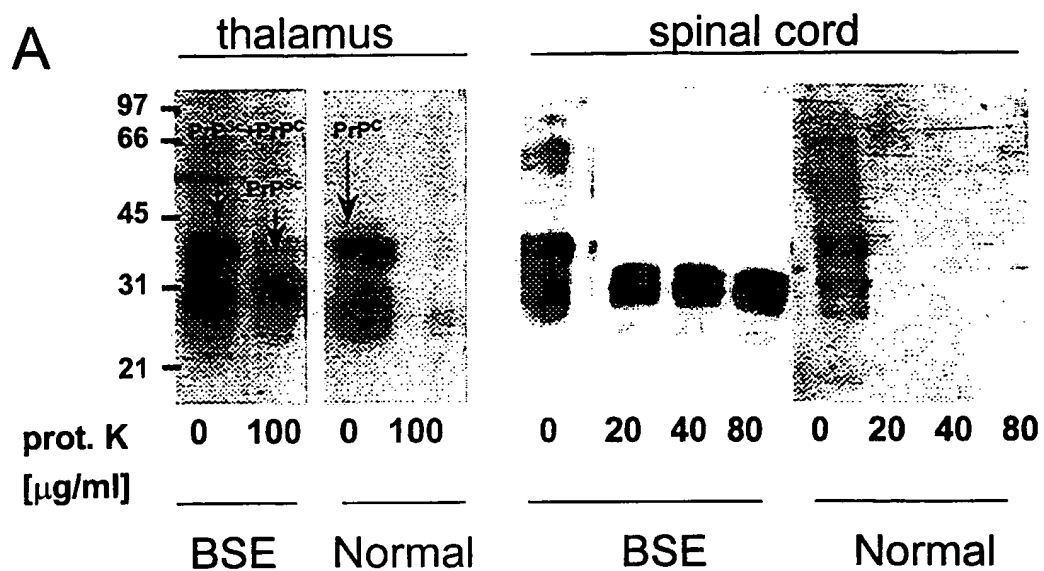 A
thalamus
spinal cord
97
66
45
31
21
PrPSc+PrPC
PrPSc
PrPC
prot. K
[µg/ml]
0 100 0 100 0 20 40 80 0 20 40 80
BSE Normal BSE Normal